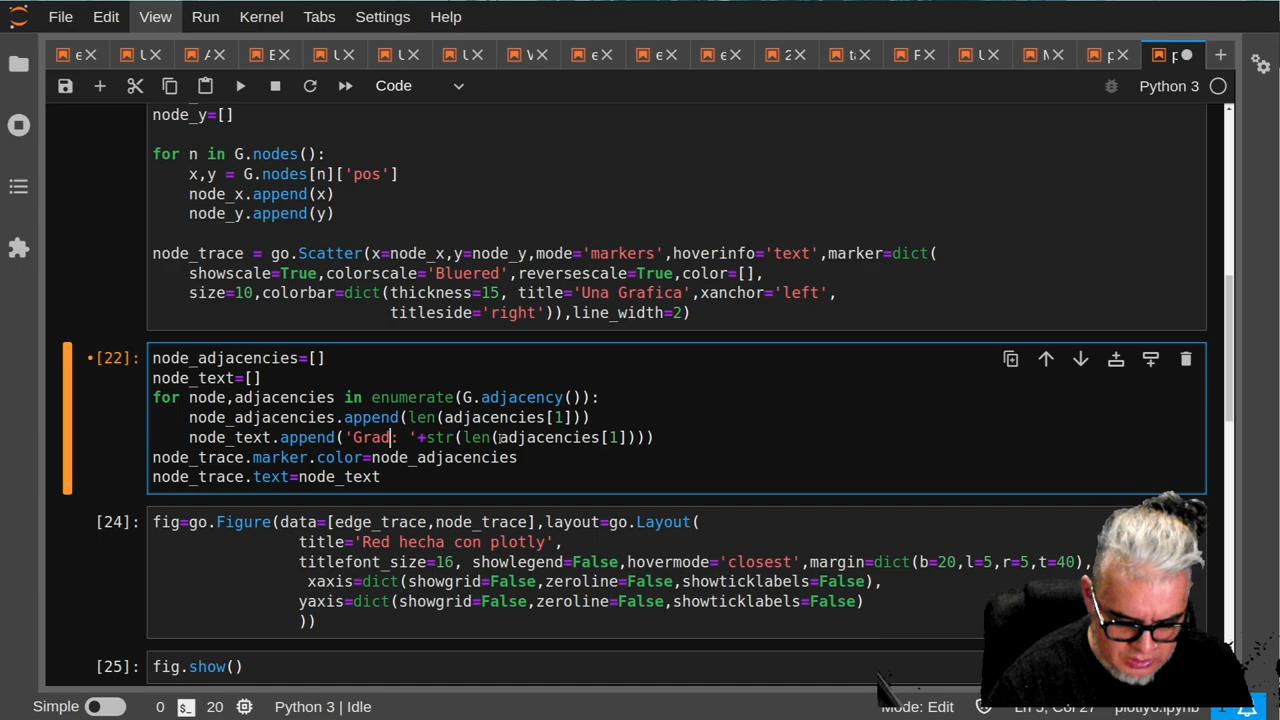 File Edit View Run Kernel Tabs Settings Help
Code Python 3
node_y=[]
for n in G.nodes():
x,y = G.nodes[n]['pos']
node_x.append(x)
node_y.append(y)
node_trace = go.Scatter(x=node_x,y=node_y,mode='markers',hoverinfo='text',marker=dict(
showscale=True,colorscale='Bluered',reversescale=True,color=[],
size=10,colorbar=dict(thickness=15, title='Una Grafica',xanchor='left',
titleside='right')),line_width=2)
[22]: node_adjacencies=[]
node_text=[]
for node,adjacencies in enumerate(G.adjacency()):
node_adjacencies.append(len(adjacencies[1]))
node_text.append('Grad: '+str(len(adjacencies[1])))
node_trace.marker.color=node_adjacencies
node_trace.text=node_text
[24]: fig=go.Figure(data=[edge_trace,node_trace],layout=go.Layout(
title='Red hecha con plotly',
titlefont_size=16, showlegend=False,hovermode='closest',margin=dict(b=20,l=5,r=5,t=40),
xaxis=dict(showgrid=False,zeroline=False,showticklabels=False),
yaxis=dict(showgrid=False,zeroline=False,showticklabels=False)
))
[25]: fig.show()
Simple 0 20 Python 3 | Idle Mode: Edit